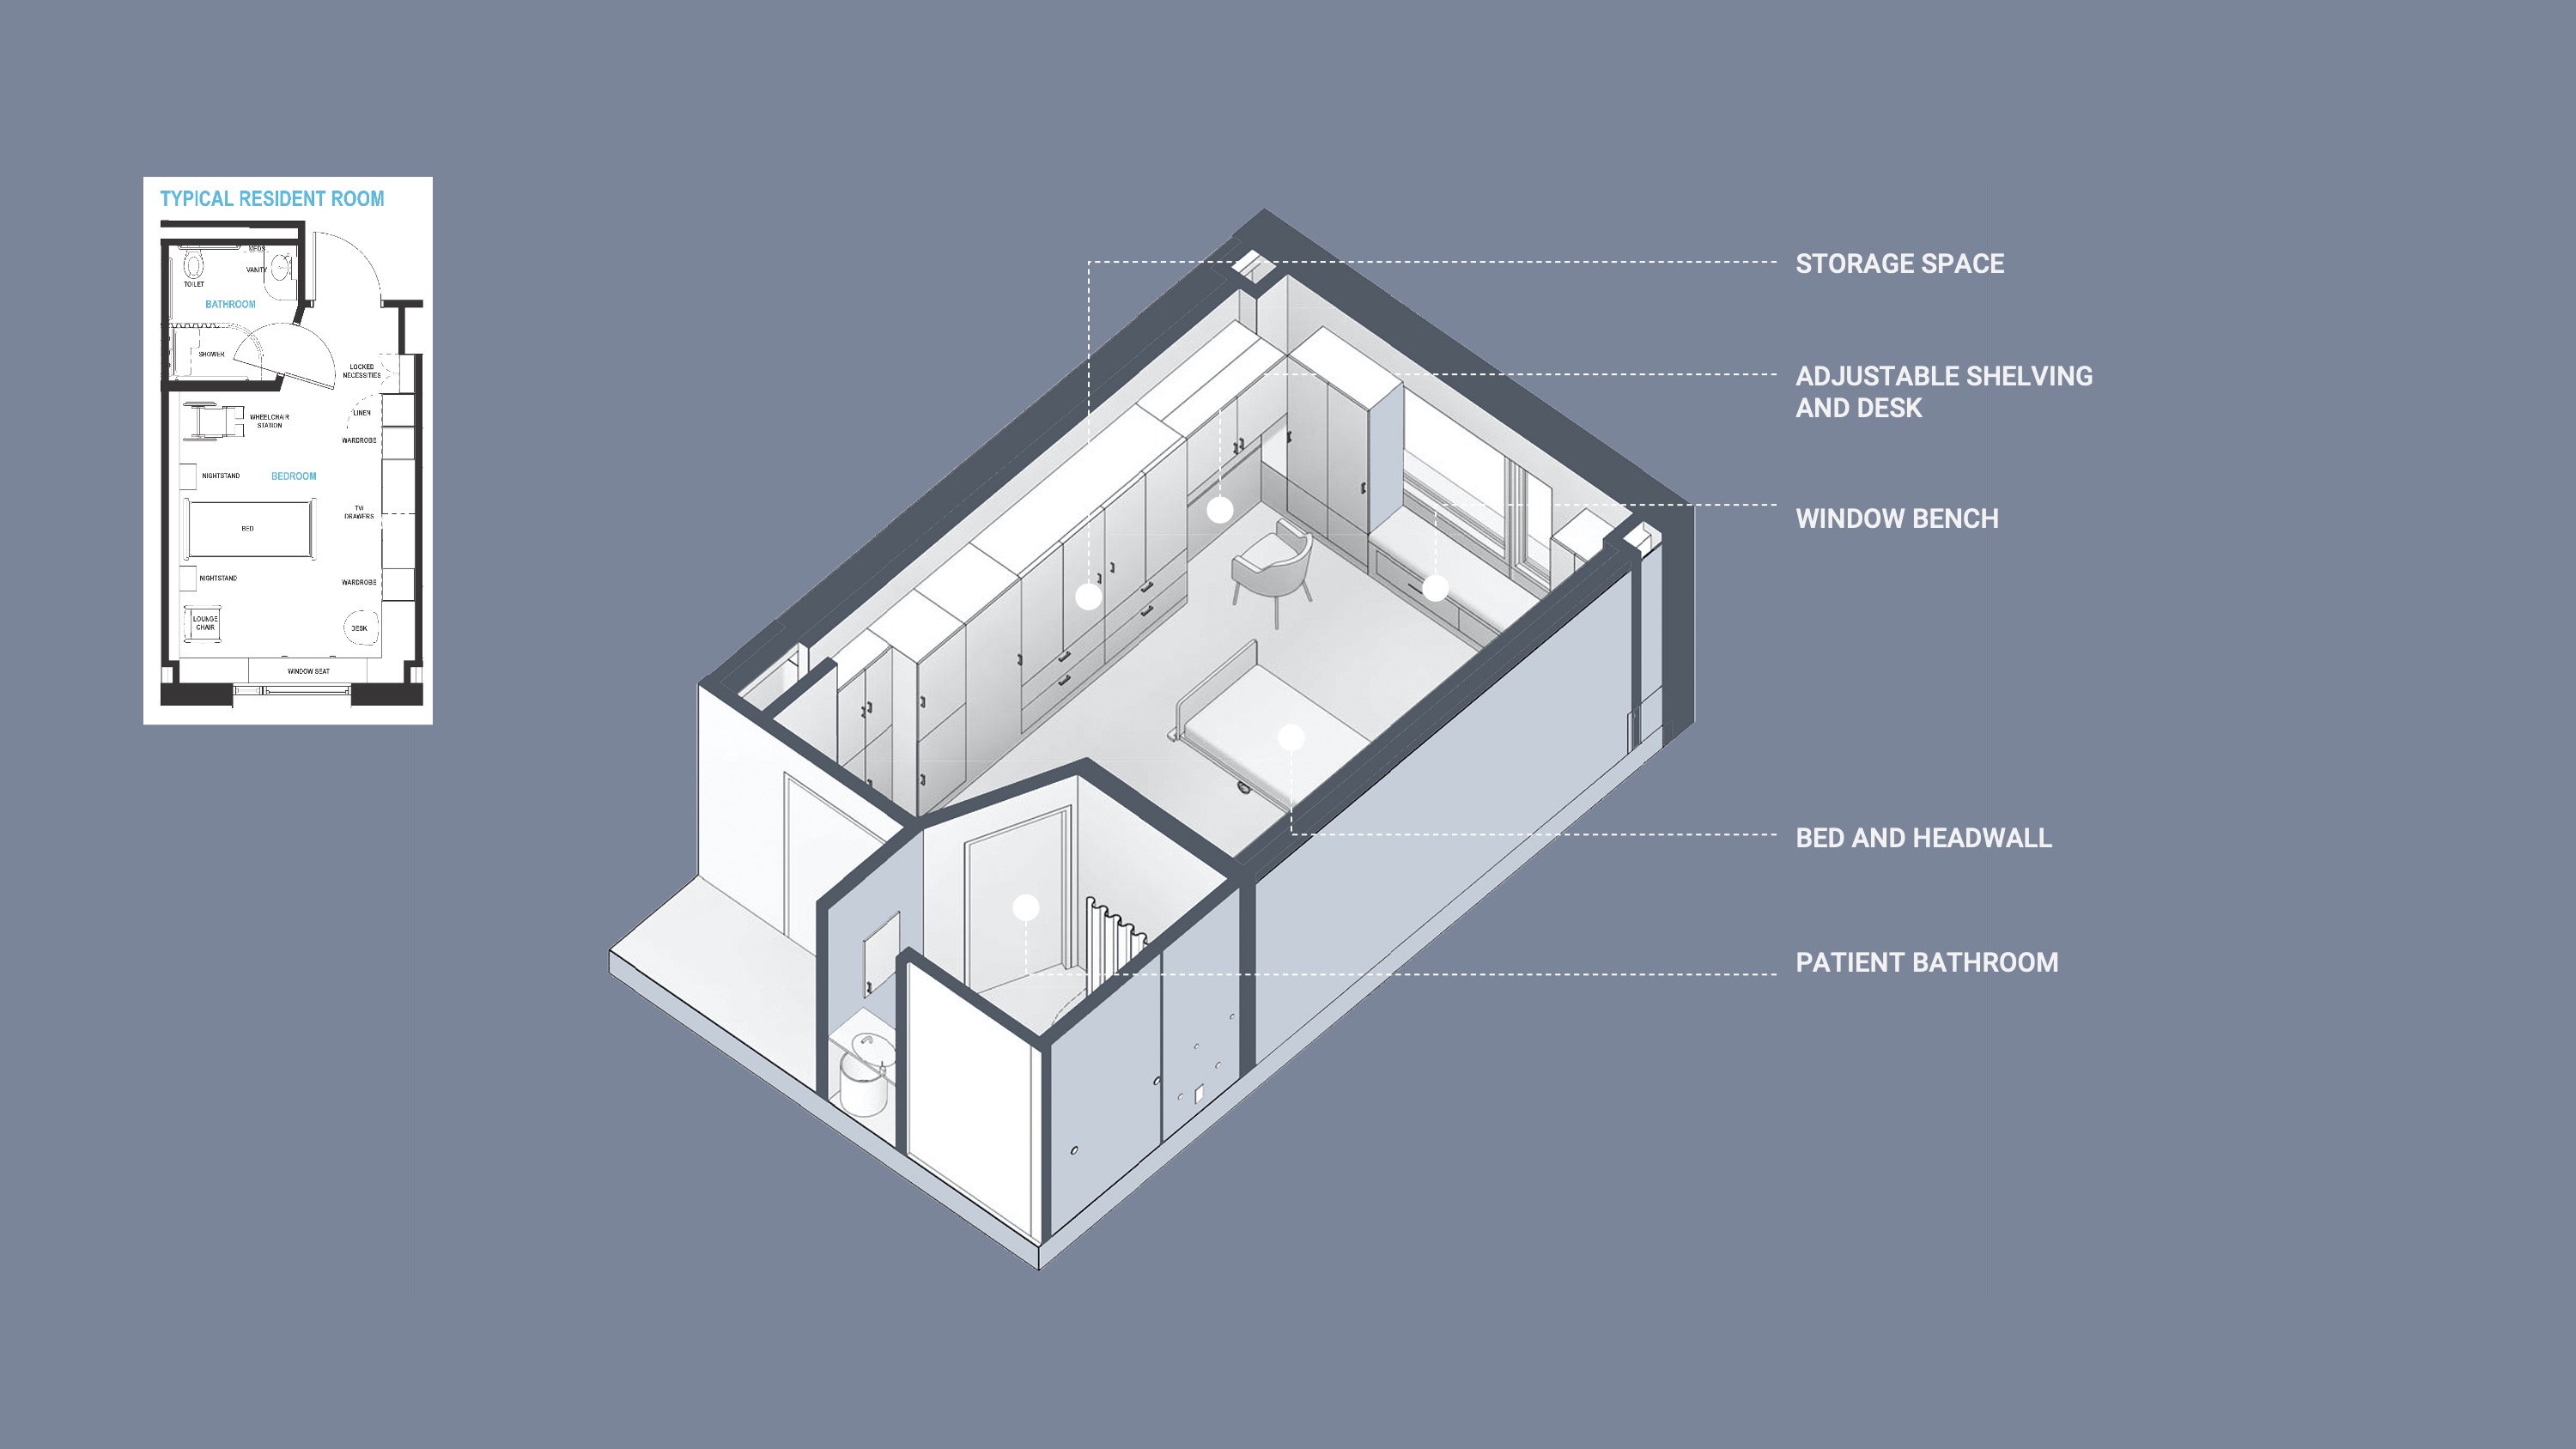 TYPICAL RESIDENT ROOM
MEDS
VANITY
TOILET
BATHROOM
SHOWER
LOCKED
NECESSITIES
LINEN
WHEELCHAIR
STATION
WARDROBE
NIGHTSTAND
BEDROOM
TV/
DRAWERS
BED
NIGHTSTAND
WARDROBE
LOUNGE
CHAIR
DESK
WINDOW SEAT
STORAGE SPACE
ADJUSTABLE SHELVING
AND DESK
WINDOW BENCH
BED AND HEADWALL
PATIENT BATHROOM